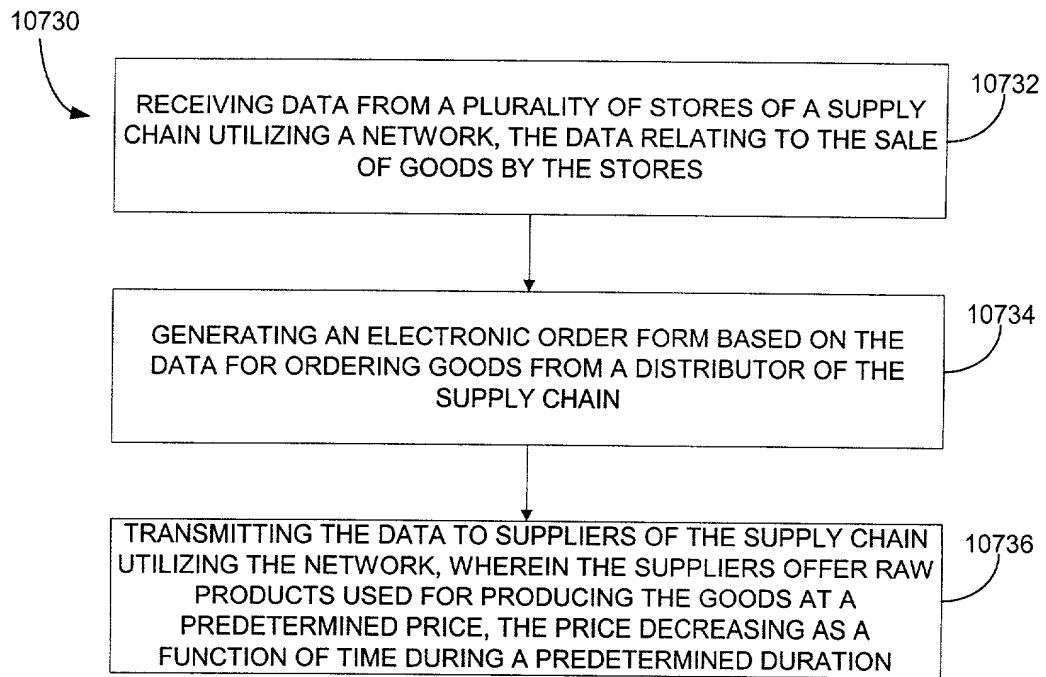 10730
RECEIVING DATA FROM A PLURALITY OF STORES OF A SUPPLY
CHAIN UTILIZING A NETWORK, THE DATA RELATING TO THE SALE
OF GOODS BY THE STORES
10732
GENERATING AN ELECTRONIC ORDER FORM BASED ON THE
DATA FOR ORDERING GOODS FROM A DISTRIBUTOR OF THE
SUPPLY CHAIN
10734
TRANSMITTING THE DATA TO SUPPLIERS OF THE SUPPLY CHAIN
UTILIZING THE NETWORK, WHEREIN THE SUPPLIERS OFFER RAW
PRODUCTS USED FOR PRODUCING THE GOODS AT A
PREDETERMINED PRICE, THE PRICE DECREASING AS A
FUNCTION OF TIME DURING A PREDETERMINED DURATION
10736